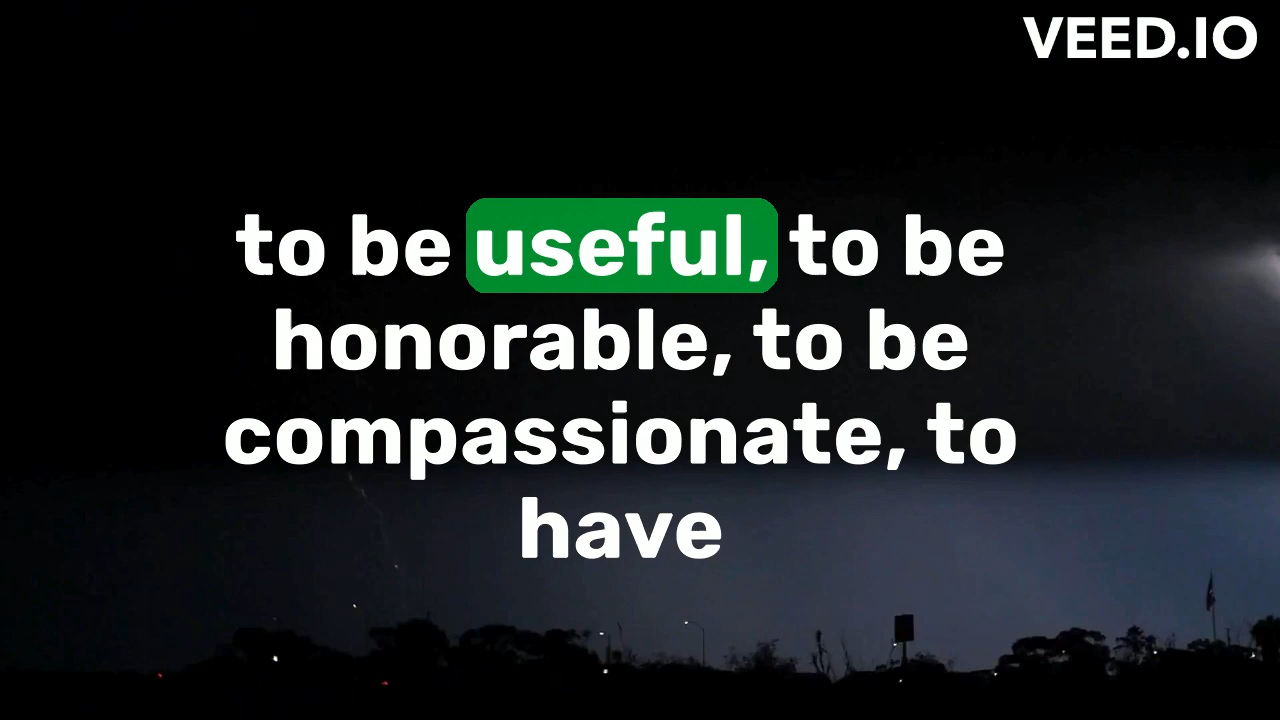 VEED.IO
to be useful, to be
honorable, to be
compassionate, to
have